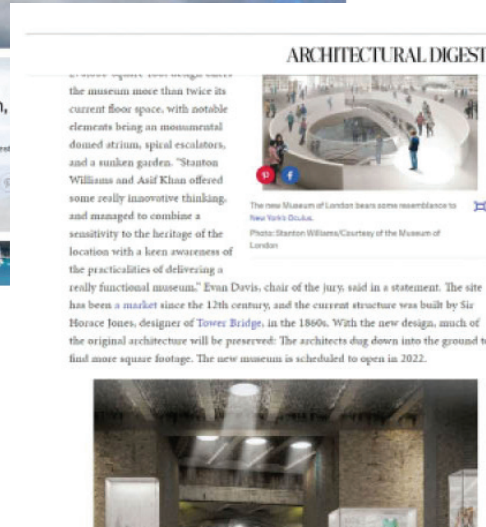 ARCHITECTURAL DIGEST
the museum more than twice its
current floor space, with notable
elements being an monumental
domed atrium, spiral escalators,
and a sunken garden. "Stanton
Williams and Asif Khan offered
some really innovative thinking,
and managed to combine a
sensitivity to the heritage of the
location with a keen awareness of
the practicalities of delivering a
The new Museum of London bears some resemblance to
New York's Oculus.
Photo: Stanton Williams/Courtesy of the Museum of
London
really functional museum," Evan Davis, chair of the jury, said in a statement. The site
has been a market since the 12th century, and the current structure was built by Sir
Horace Jones, designer of Tower Bridge, in the 1860s. With the new design, much of
the original architecture will be preserved: The architects dug down into the ground to
find more square footage. The new museum is scheduled to open in 2022.